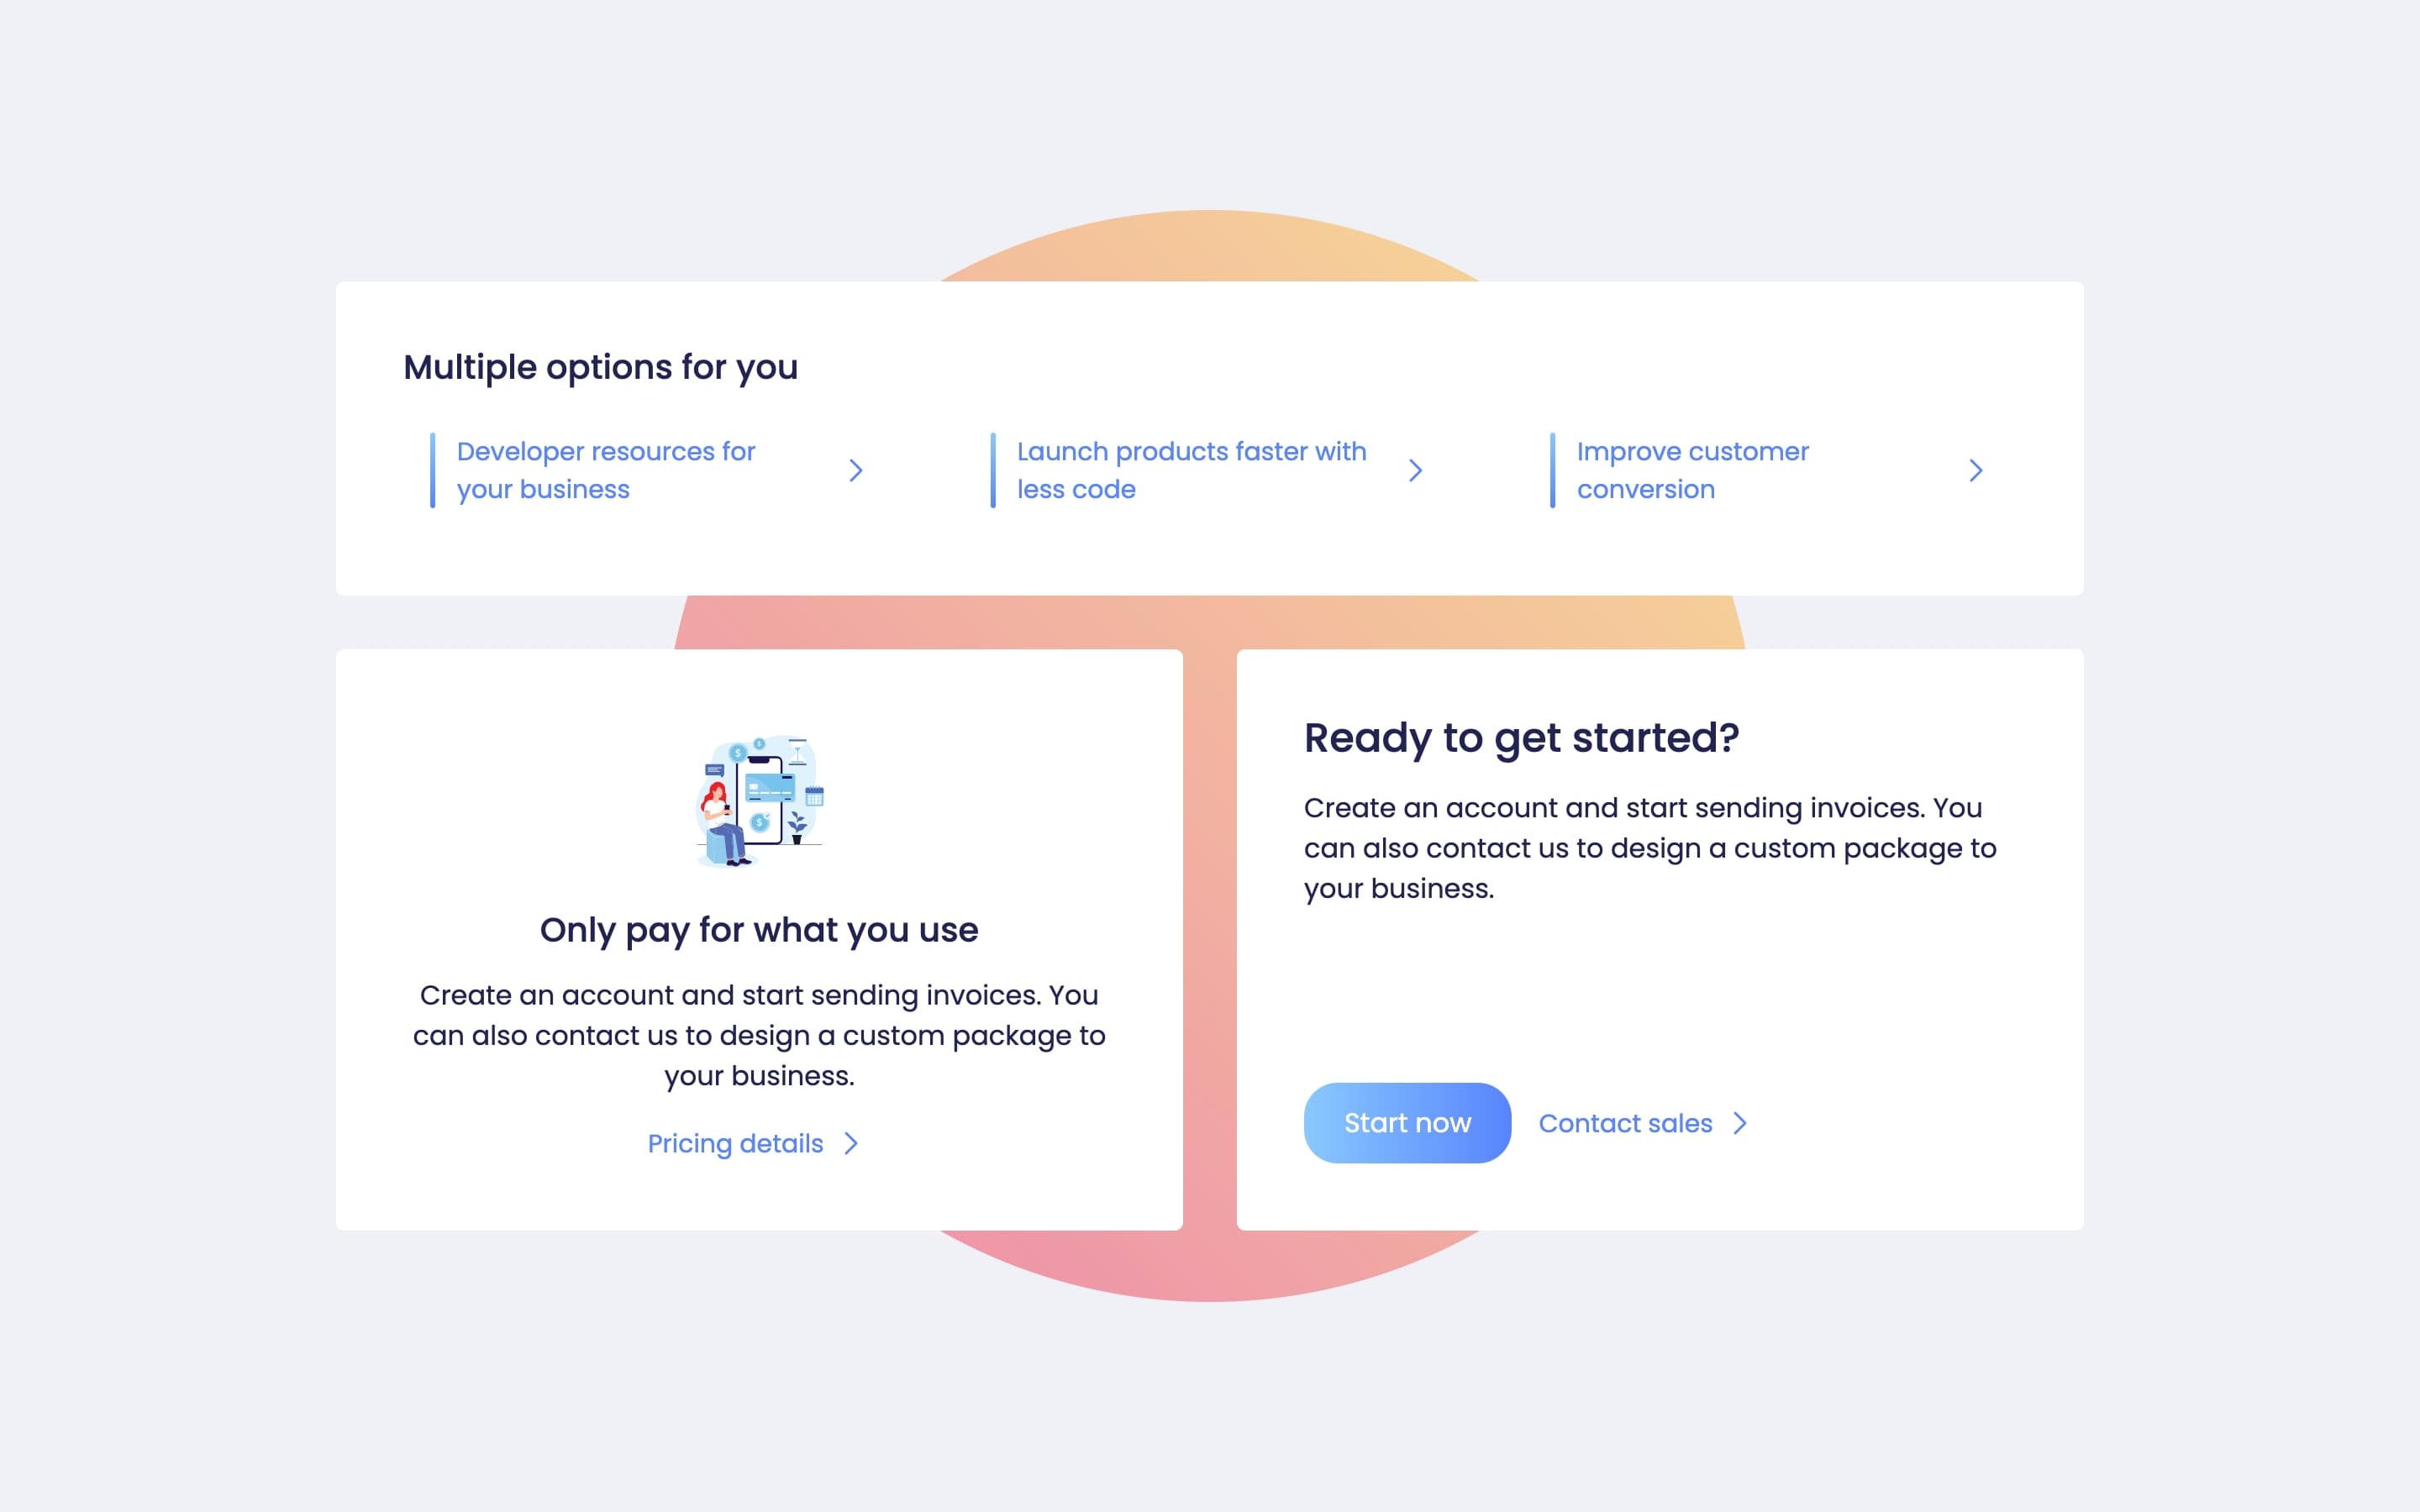 Multiple options for you
Developer resources for
your business
Launch products faster with
less code
Improve customer
conversion
Only pay for what you use
Create an account and start sending invoices. You
can also contact us to design a custom package to
your business.
Pricing details
Ready to get started?
Create an account and start sending invoices. You
can also contact us to design a custom package to
your business.
Start now
Contact sales